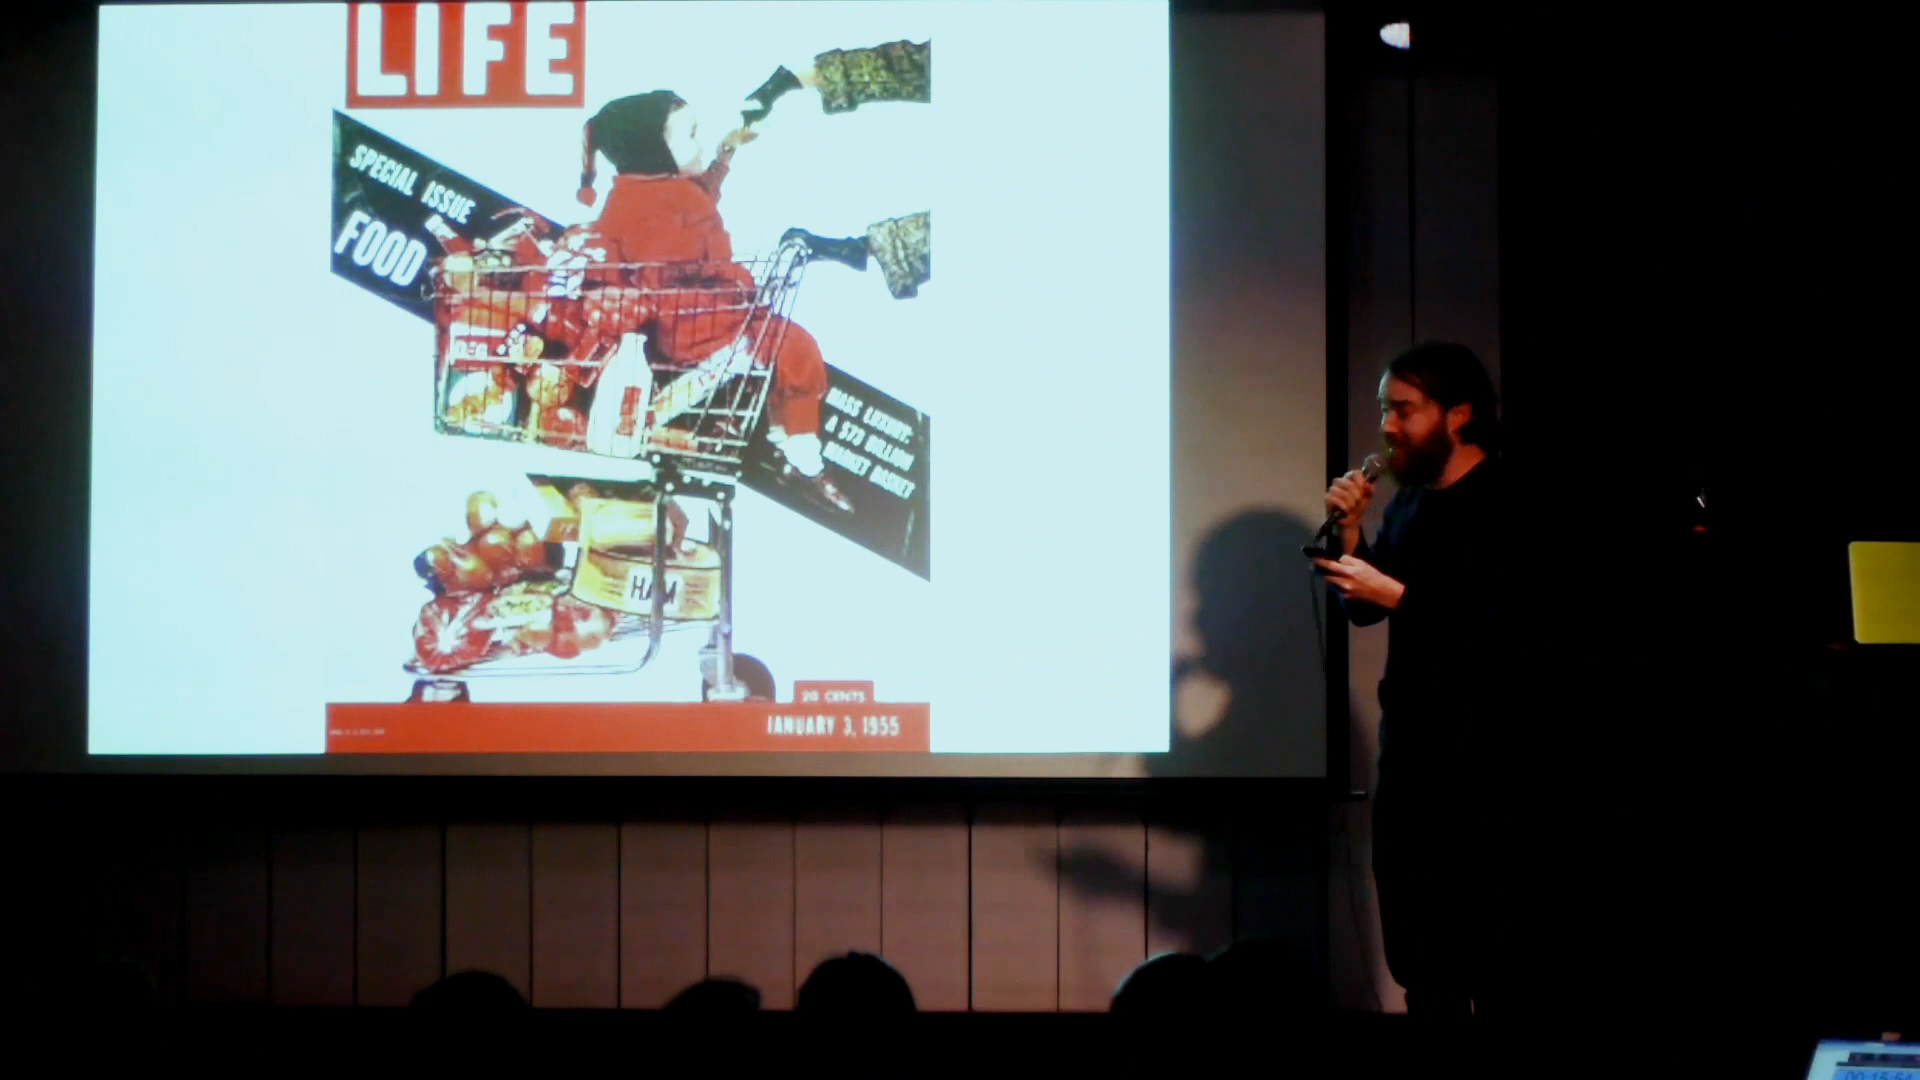 LIFE
SPECIAL ISSUE
FOOD
MASS LUXURY:
A $73 BILLION
MARKET BASKET
HAM
20 CENTS
JANUARY 3, 1955